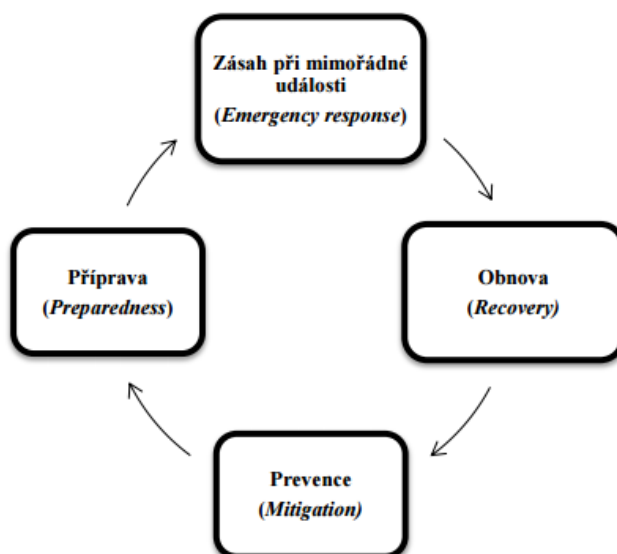 Zásah při mimořádné
události
(Emergency response)
Příprava
(Preparedness)
Obnova
(Recovery)
Prevence
(Mitigation)